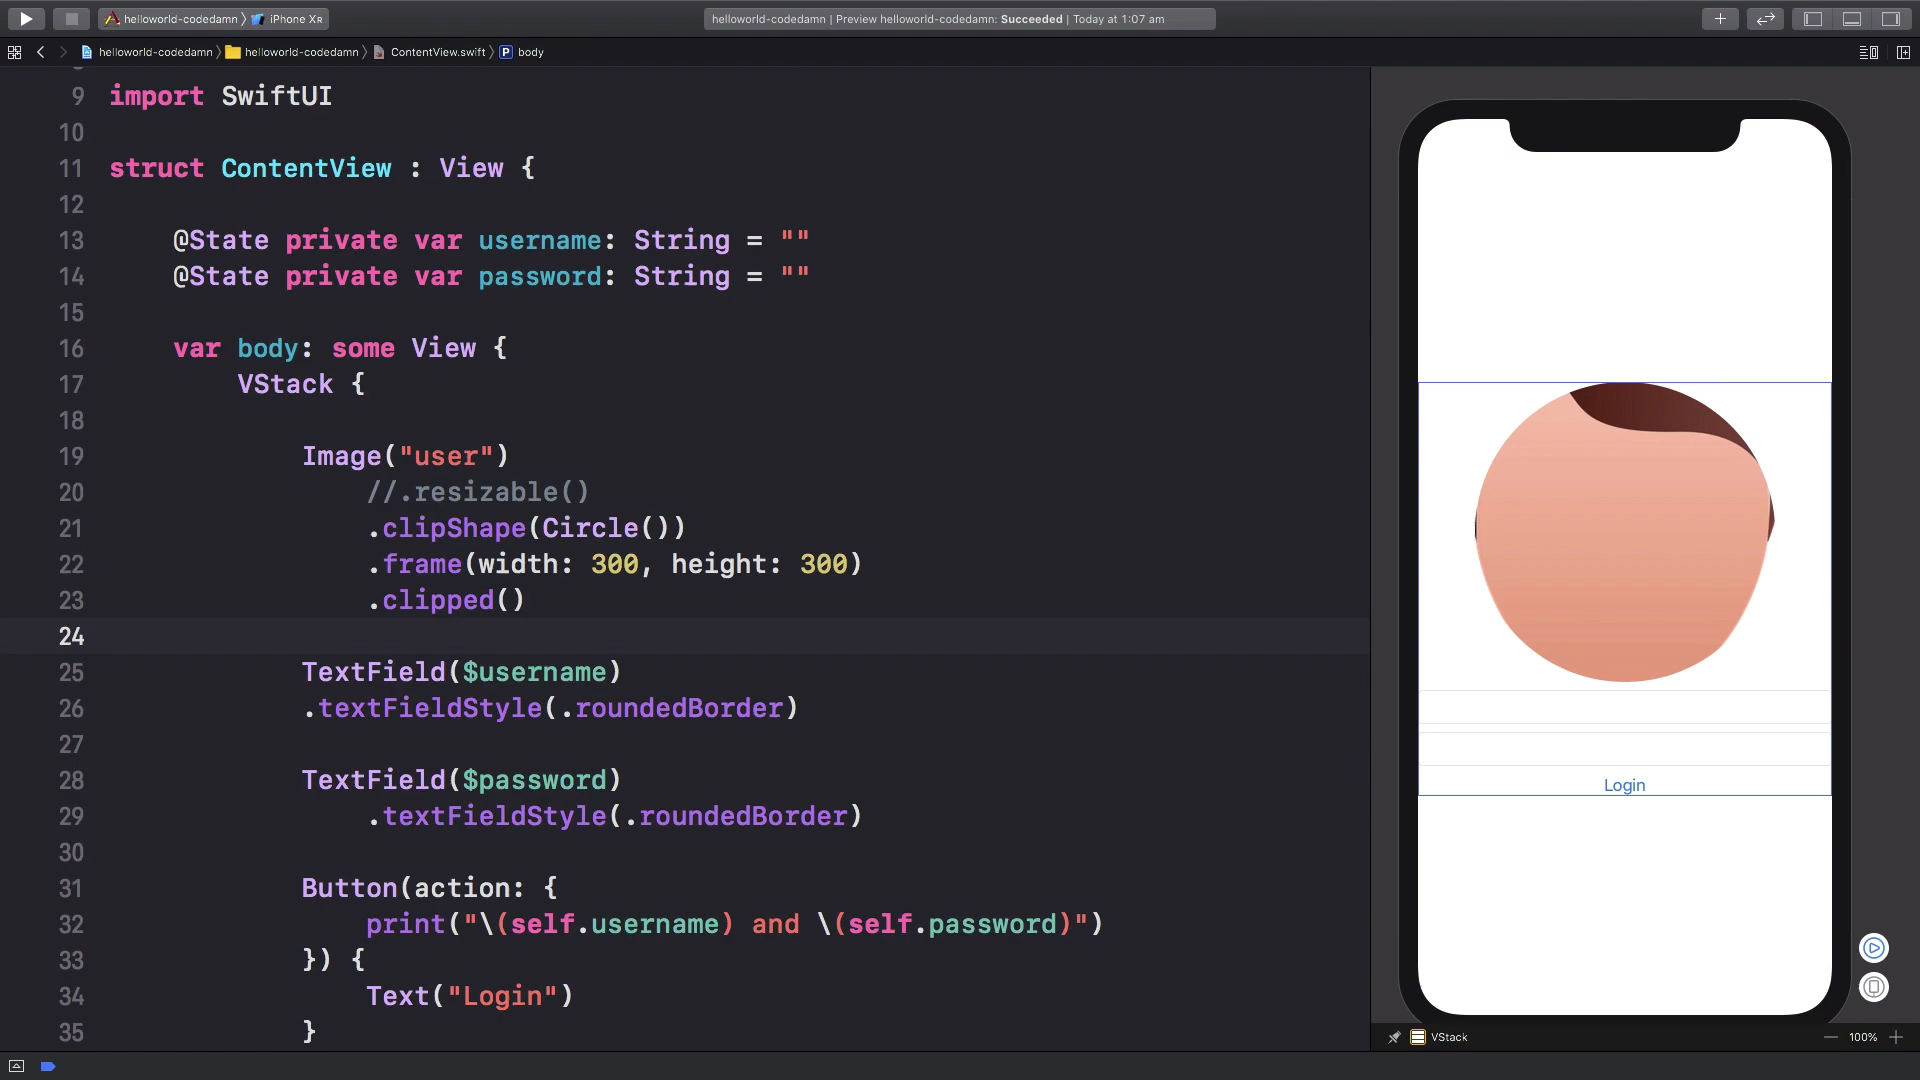 helloworld-codedamn 〉 iPhone XR
helloworld-codedamn | Preview helloworld-codedamn: Succeeded | Today at 1:07 am
helloworld-codedamn 〉 helloworld-codedamn 〉 ContentView.swift 〉 P body
9 import SwiftUI
10
11 struct ContentView : View {
12
13 @State private var username: String = ""
14 @State private var password: String = ""
15
16 var body: some View {
17 VStack {
18
19 Image("user")
20 //.resizable()
21 .clipShape(Circle())
22 .frame(width: 300, height: 300)
23 .clipped()
24
25 TextField($username)
26 .textFieldStyle(.roundedBorder)
27
28 TextField($password)
29 .textFieldStyle(.roundedBorder)
30
31 Button(action: {
32 print("\(self.username) and \(self.password)")
33 }) {
34 Text("Login")
35 }
Login
VStack
100%